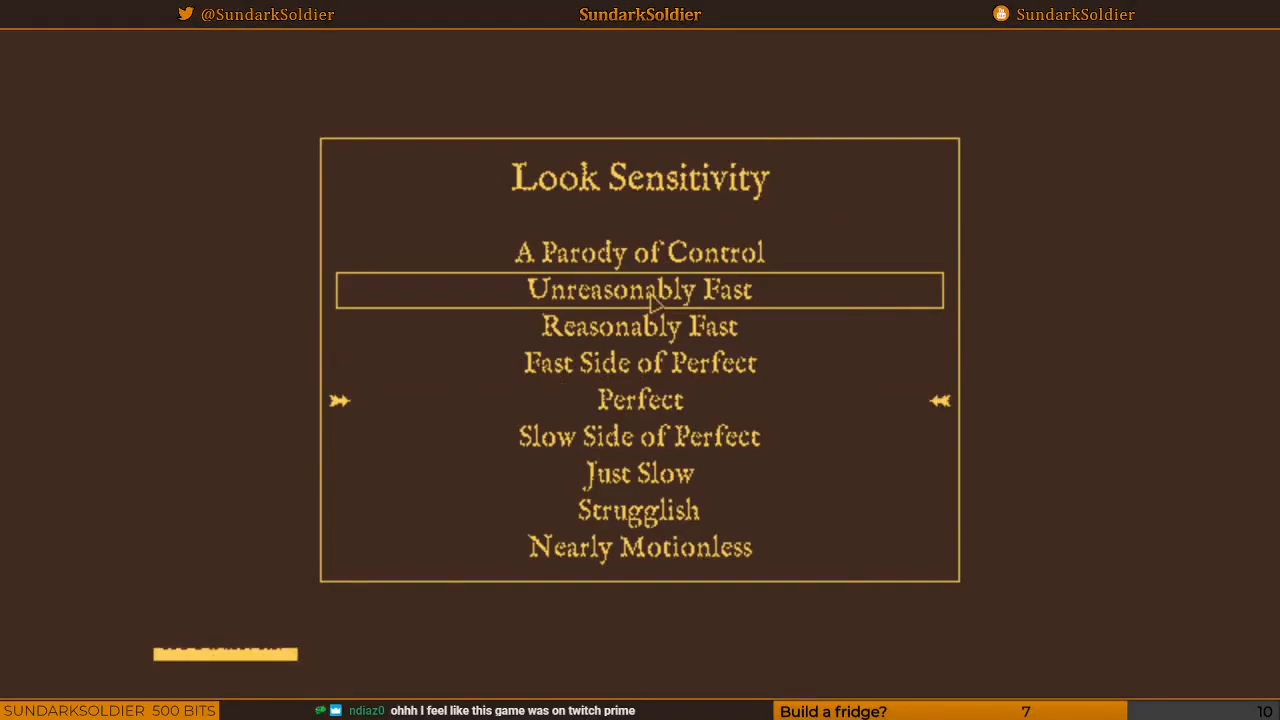 @SundarkSoldier
SundarkSoldier
SundarkSoldier
Look Sensitivity
A Parody of Control
Unreasonably Fast
Reasonably Fast
Fast Side of Perfect
Perfect
Slow Side of Perfect
Just Slow
Strugglish
Nearly Motionless
SUNDARKSOLDIER 500 BITS
ndiaz0 ohhh I feel like this game was on twitch prime
Build a fridge? 7 10